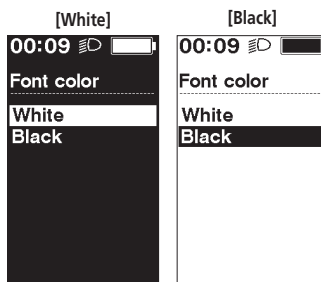 [White]
00:09
Font color
White
Black
[Black]
00:09
Font color
White
Black